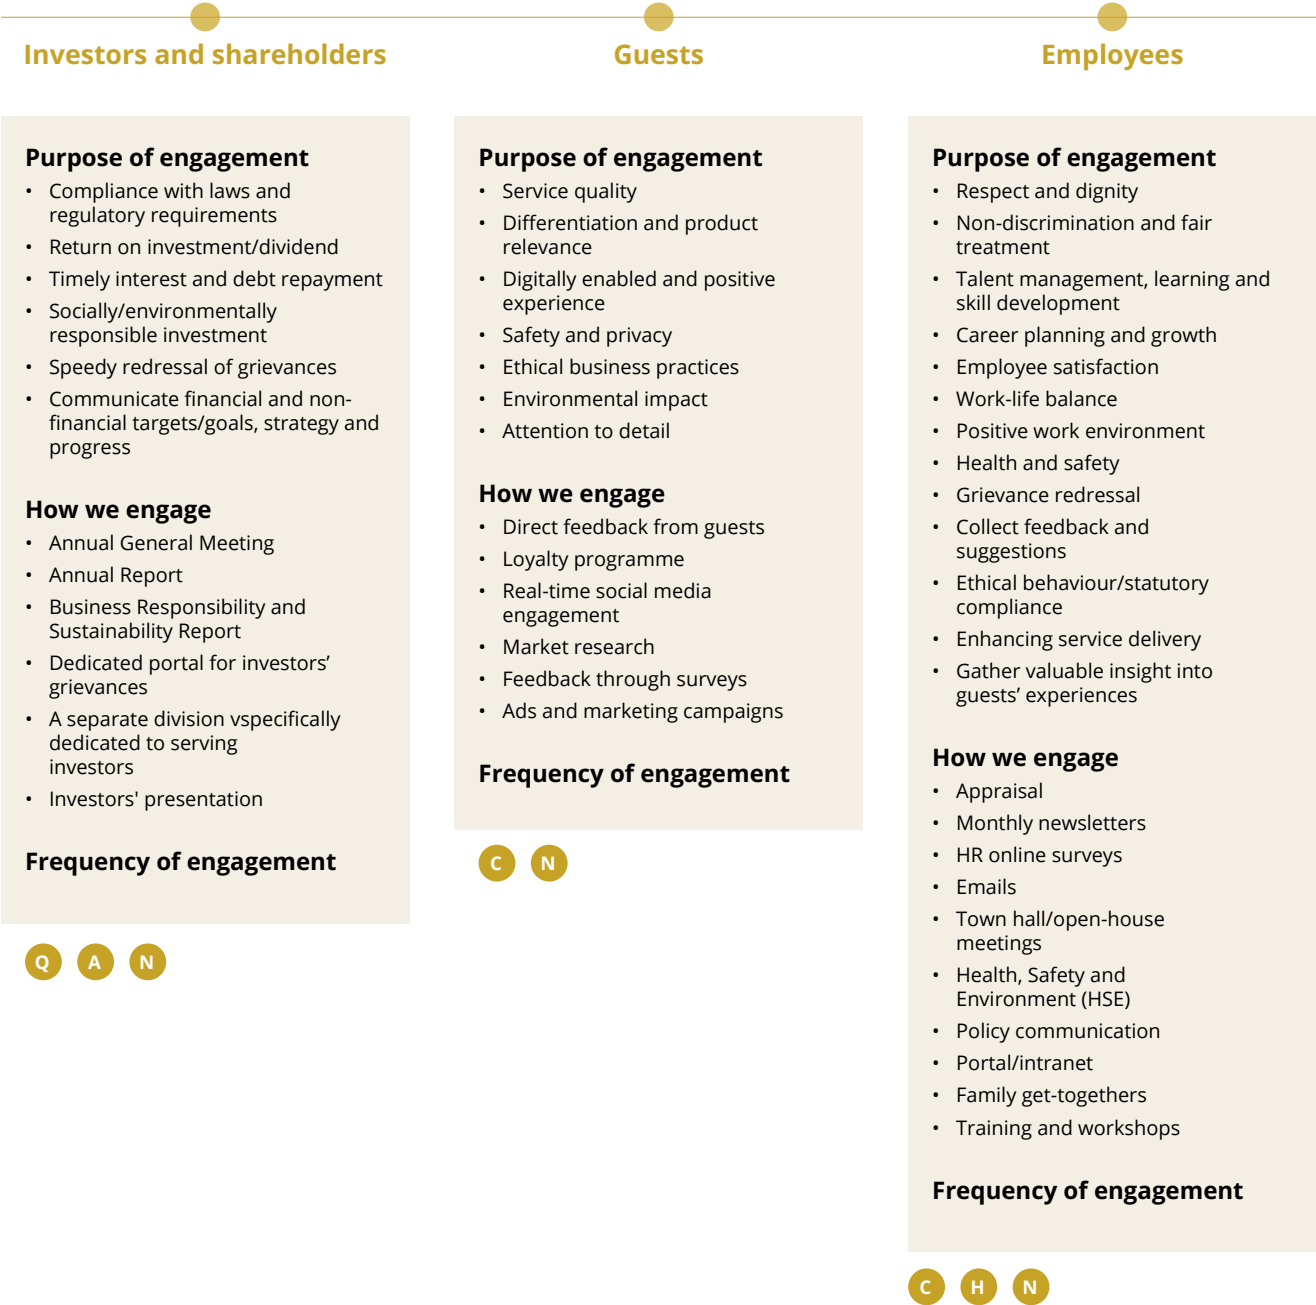 Investors and shareholders
Purpose of engagement
• Compliance with laws and
regulatory requirements
• Return on investment/dividend
• Timely interest and debt repayment
• Socially/environmentally
responsible investment
• Speedy redressal of grievances
• Communicate financial and non-
financial targets/goals, strategy and
progress
How we engage
• Annual General Meeting
• Annual Report
• Business Responsibility and
Sustainability Report
• Dedicated portal for investors’
grievances
• A separate division vspecifically
dedicated to serving
investors
• Investors' presentation
Frequency of engagement
Q A N
Guests
Purpose of engagement
• Service quality
• Differentiation and product
relevance
• Digitally enabled and positive
experience
• Safety and privacy
• Ethical business practices
• Environmental impact
• Attention to detail
How we engage
• Direct feedback from guests
• Loyalty programme
• Real-time social media
engagement
• Market research
• Feedback through surveys
• Ads and marketing campaigns
Frequency of engagement
C N
Employees
Purpose of engagement
• Respect and dignity
• Non-discrimination and fair
treatment
• Talent management, learning and
skill development
• Career planning and growth
• Employee satisfaction
• Work-life balance
• Positive work environment
• Health and safety
• Grievance redressal
• Collect feedback and
suggestions
• Ethical behaviour/statutory
compliance
• Enhancing service delivery
• Gather valuable insight into
guests’ experiences
How we engage
• Appraisal
• Monthly newsletters
• HR online surveys
• Emails
• Town hall/open-house
meetings
• Health, Safety and
Environment (HSE)
• Policy communication
• Portal/intranet
• Family get-togethers
• Training and workshops
Frequency of engagement
C H N